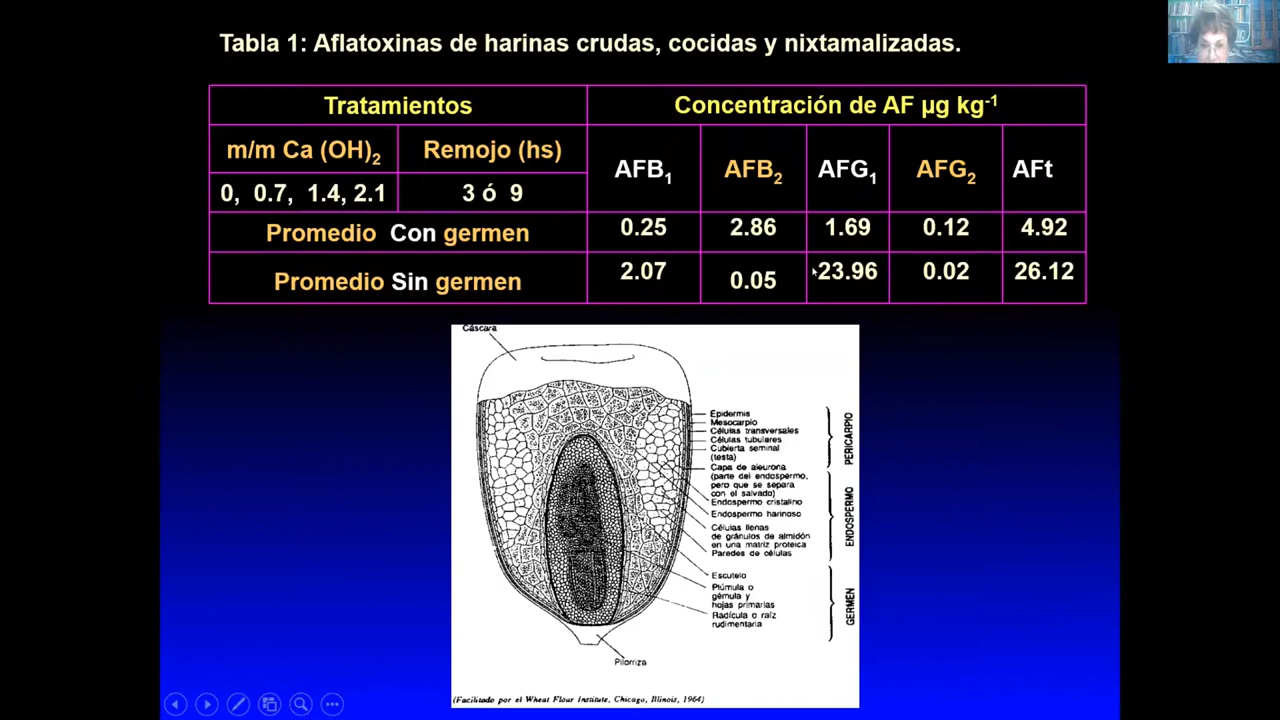 Tabla 1: Aflatoxinas de harinas crudas, cocidas y nixtamalizadas.
Tratamientos Concentración de AF µg kg-1
m/m Ca (OH)2 Remojo (hs) AFB1 AFB2 AFG1 AFG2 AFt
0, 0.7, 1.4, 2.1 3 ó 9
Promedio Con germen 0.25 2.86 1.69 0.12 4.92
Promedio Sin germen 2.07 0.05 23.96 0.02 26.12
Cáscara
Epidermis
Mesocarpio
Células transversales
Células tubulares
Cubierta seminal
(testa)
PERICARPIO
Capa de aleurona
(parte del endospermo,
pero que se separa
con el salvado)
Endospermo cristalino
Endospermo harinoso
Células llenas
de gránulos de almidón
en una matriz proteica
Paredes de células
ENDOSPERMO
Escutelo
Plúmula o
gémula y
hojas primarias
Radícula o raíz
rudimentaria
GERMEN
Pilorriza
(Facilitado por el Wheat Flour Institute, Chicago, Illinois, 1964)